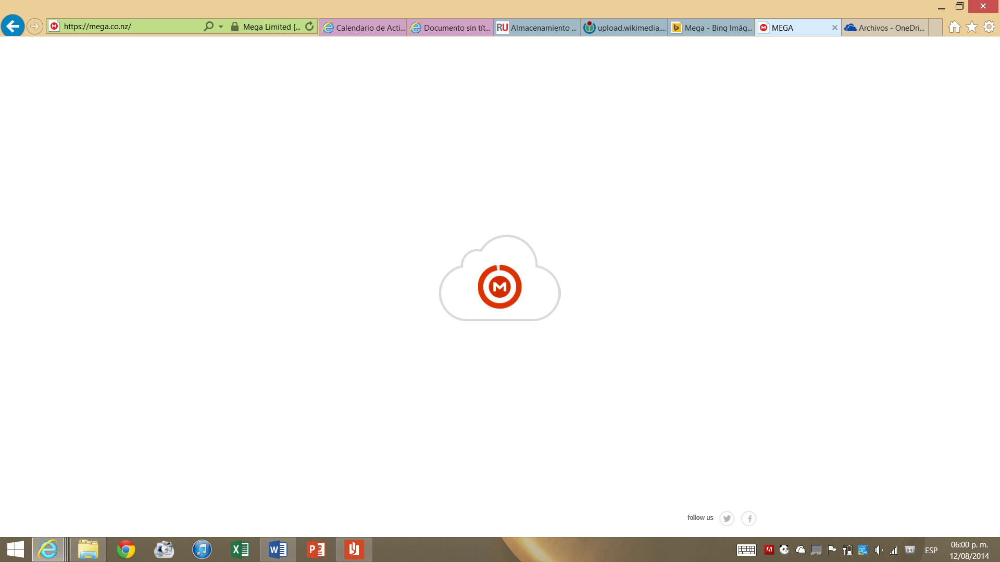 https://mega.co.nz/
Mega Limited [...
Calendario de Acti...
Documento sin tít...
RU Almacenamiento ...
upload.wikimedia....
Mega - Bing Imág...
MEGA
Archivos - OneDri...
M
follow us
ESP
06:00 p. m.
12/08/2014